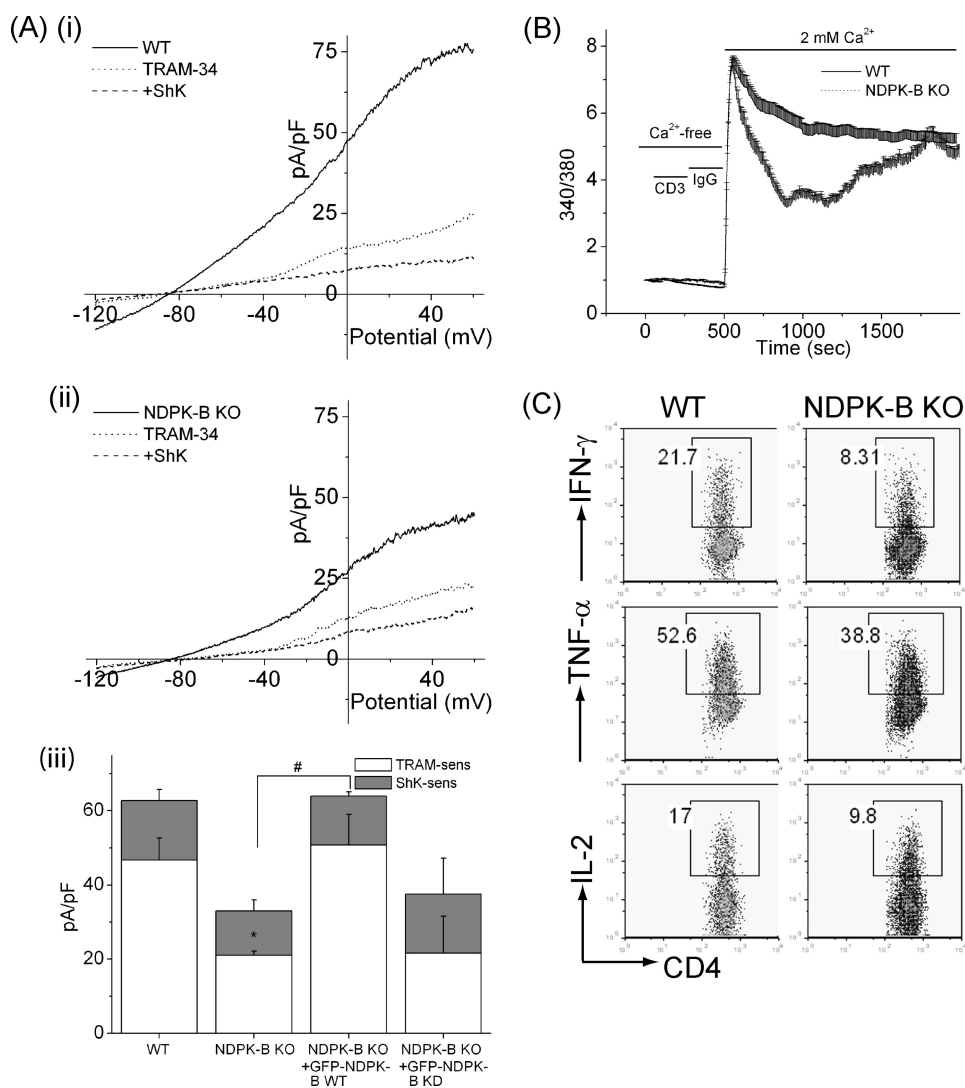 (A) (i)
WT
TRAM-34
+ShK
75
50
25
0
pA/pF
-120
-80
-40
40
Potential (mV)
(ii)
NDPK-B KO
TRAM-34
+ShK
75
50
25
0
pA/pF
-120
-80
-40
40
Potential (mV)
(iii)
#
TRAM-sens
ShK-sens
60
40
20
0
pA/pF
*
WT
NDPK-B KO
NDPK-B KO
+GFP-NDPK-
B WT
NDPK-B KO
+GFP-NDPK-
B KD
(B)
2 mM Ca²⁺
WT
NDPK-B KO
Ca²⁺-free
CD3
IgG
8
6
4
2
0
340/380
0
500
1000
1500
Time (sec)
(C)
WT
NDPK-B KO
IFN-γ
21.7
8.31
TNF-α
52.6
38.8
IL-2
17
9.8
CD4